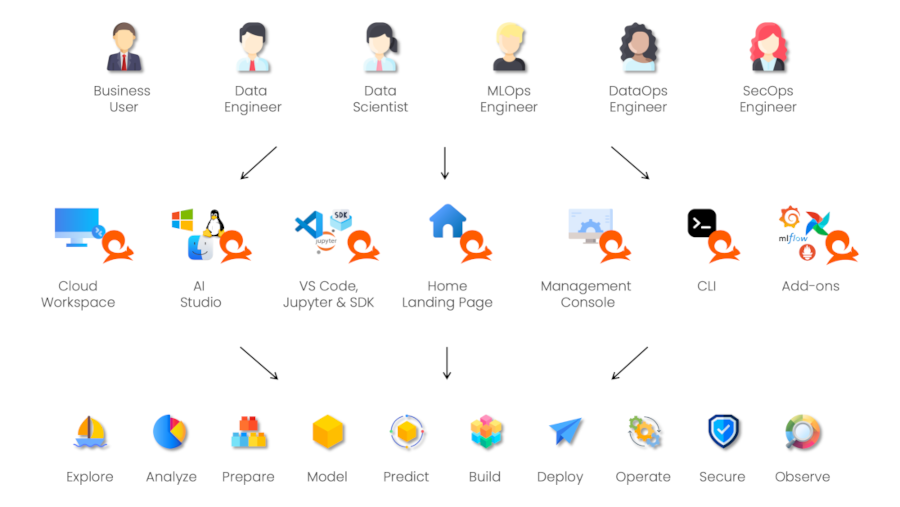 Business
User
Data
Engineer
Data
Scientist
MLOps
Engineer
DataOps
Engineer
SecOps
Engineer
SDK
jupyter
mlflow
Cloud
Workspace
AI
Studio
VS Code,
Jupyter & SDK
Home
Landing Page
Management
Console
CLI
Add-ons
Explore
Analyze
Prepare
Model
Predict
Build
Deploy
Operate
Secure
Observe